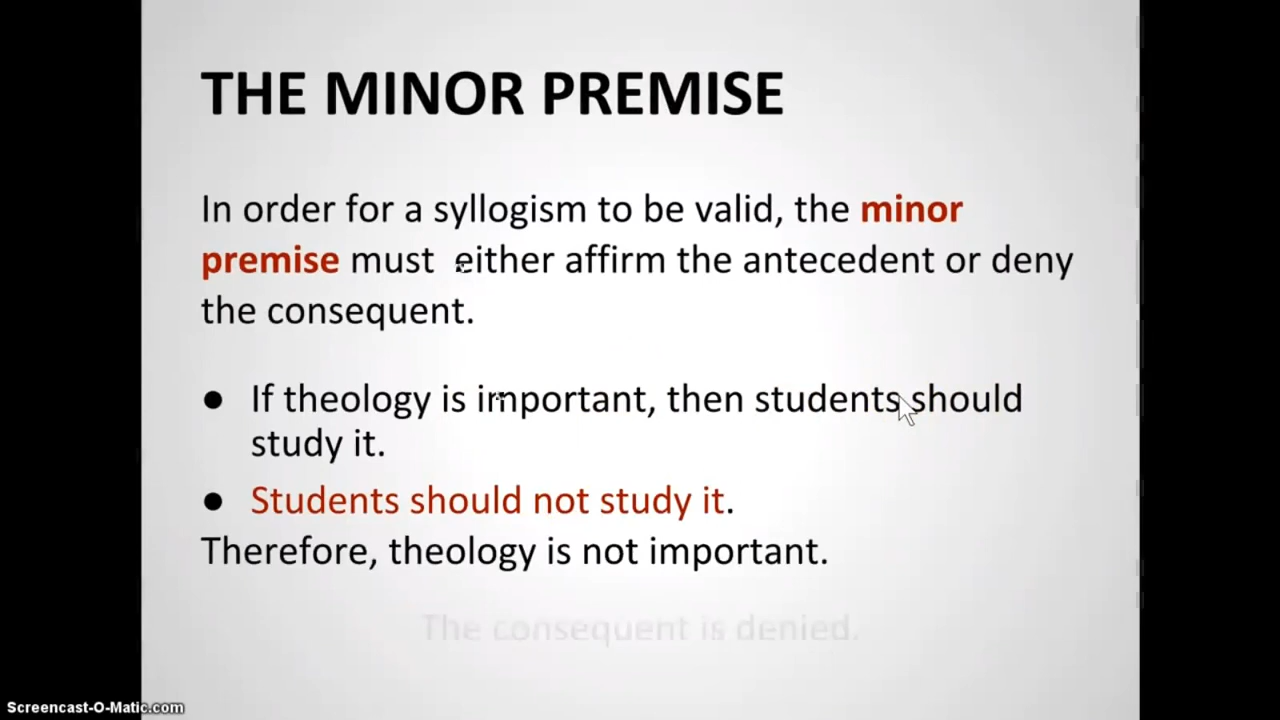 THE MINOR PREMISE
In order for a syllogism to be valid, the minor
premise must either affirm the antecedent or deny
the consequent.
● If theology is important, then students should
study it.
● Students should not study it.
Therefore, theology is not important.
The consequent is denied.
Screencast-O-Matic.com